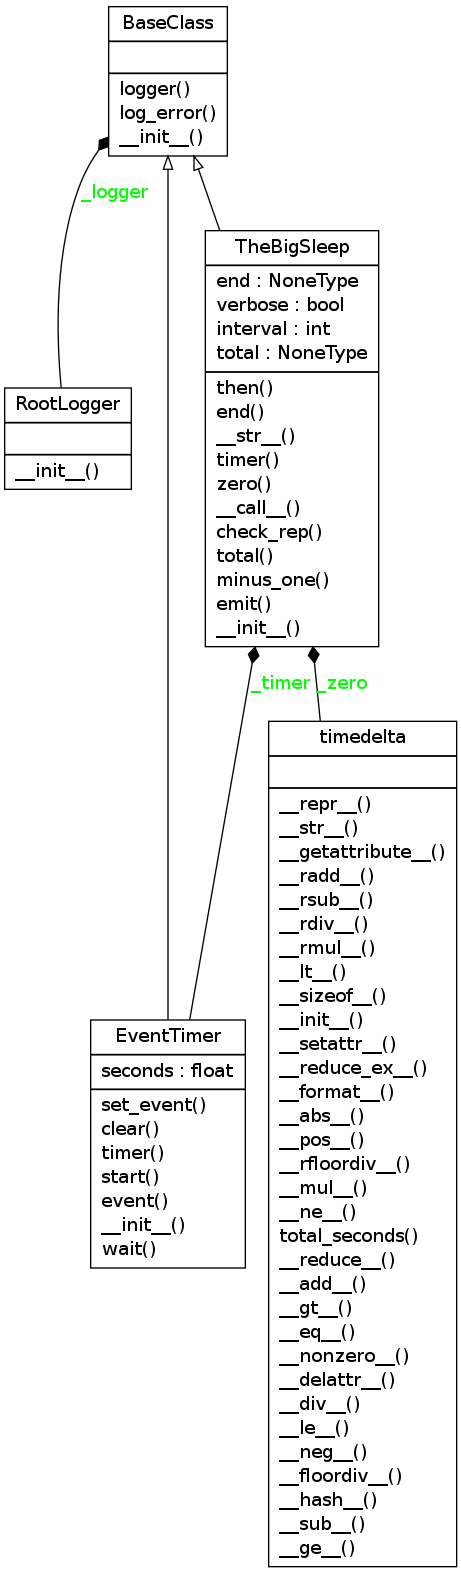 BaseClass
logger()
log_error()
__init__()
_logger
TheBigSleep
end : NoneType
verbose : bool
interval : int
total : NoneType
then()
end()
__str__()
timer()
zero()
__call__()
check_rep()
total()
minus_one()
emit()
__init__()
RootLogger
__init__()
_timer
_zero
timedelta
__repr__()
__str__()
__getattribute__()
__radd__()
__rsub__()
__rdiv__()
__rmul__()
__lt__()
__sizeof__()
__init__()
__setattr__()
__reduce_ex__()
__format__()
__abs__()
__pos__()
__rfloordiv__()
__mul__()
__ne__()
total_seconds()
__reduce__()
__add__()
__gt__()
__eq__()
__nonzero__()
__delattr__()
__div__()
__le__()
__neg__()
__floordiv__()
__hash__()
__sub__()
__ge__()
EventTimer
seconds : float
set_event()
clear()
timer()
start()
event()
__init__()
wait()